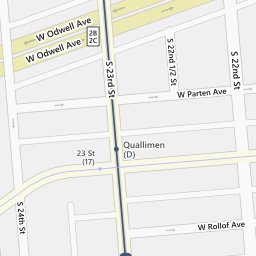 W Odwell Ave
W Odwell Ave
2B
2C
S 23rd St
S 22nd 1/2 St
S 22nd St
W Parten Ave
Quallimen
(D)
23 St
(17)
S 24th St
W Rollof Ave